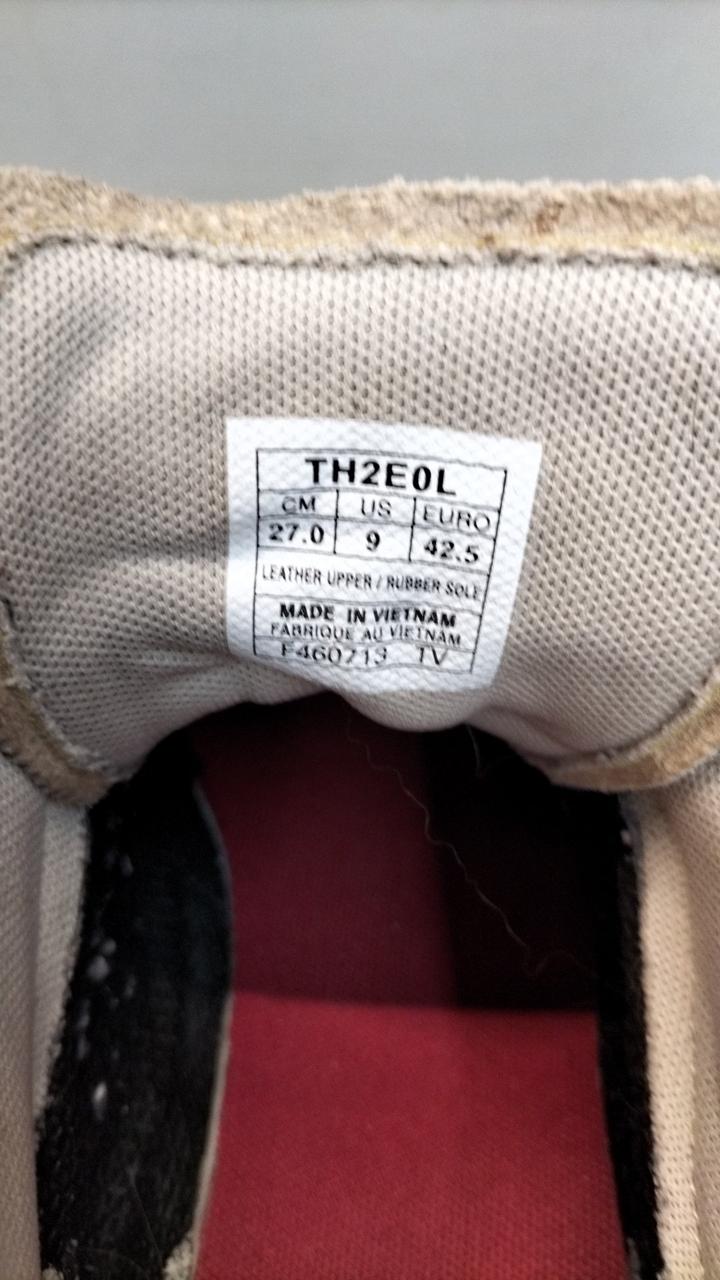 TH2E0L
CM US EURO
27.0 9 42.5
LEATHER UPPER / RUBBER SOLE
MADE IN VIETNAM
FABRIQUE AU VIETNAM
F460713 TV